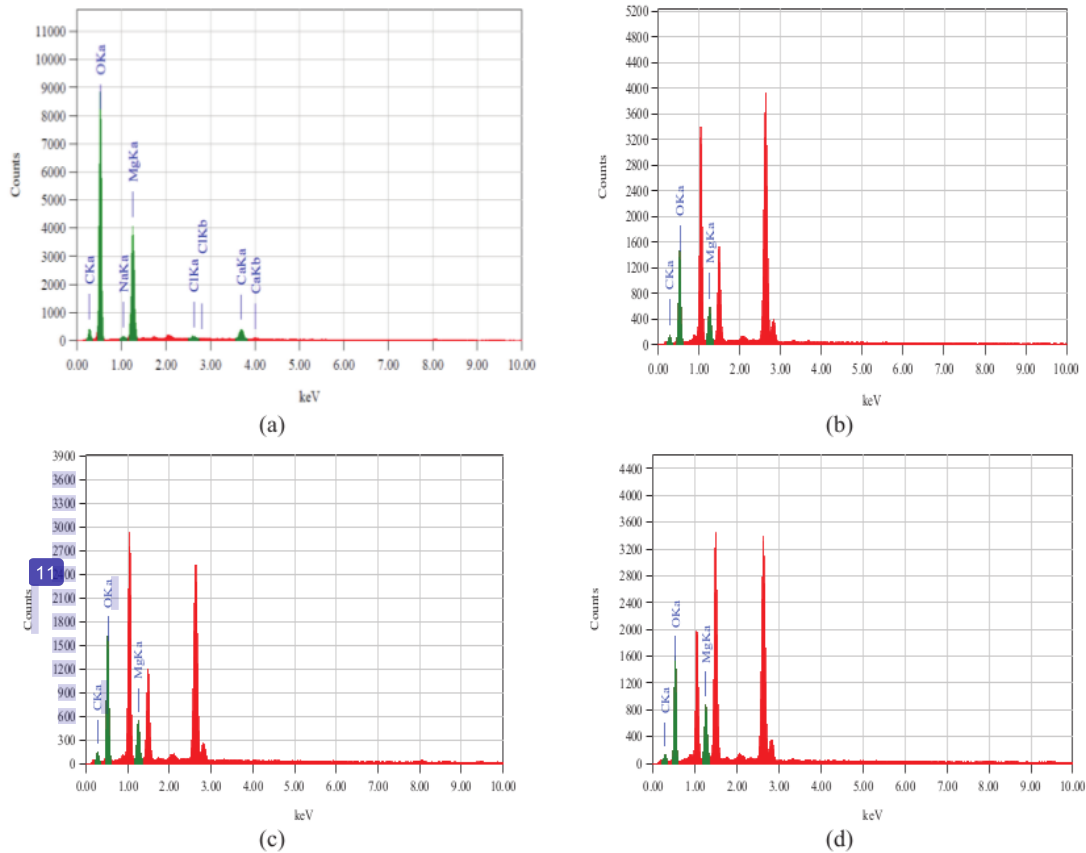 11000
10000
9000
8000
7000
6000
5000
4000
3000
2000
1000
0
Counts
CKa
OKa
NaKa
MgKa
ClKa
ClKb
CaKa
CaKb
0.00 1.00 2.00 3.00 4.00 5.00 6.00 7.00 8.00 9.00 10.00
keV
(a)
5200
4800
4400
4000
3600
3200
2800
2400
2000
1600
1200
800
400
0
Counts
CKa
OKa
MgKa
0.00 1.00 2.00 3.00 4.00 5.00 6.00 7.00 8.00 9.00 10.00
keV
(b)
3900
3600
3300
3000
2700
2400
2100
1800
1500
1200
900
600
300
0
11
Counts
CKa
OKa
MgKa
0.00 1.00 2.00 3.00 4.00 5.00 6.00 7.00 8.00 9.00 10.00
keV
(c)
4400
4000
3600
3200
2800
2400
2000
1600
1200
800
400
0
Counts
CKa
OKa
MgKa
0.00 1.00 2.00 3.00 4.00 5.00 6.00 7.00 8.00 9.00 10.00
keV
(d)